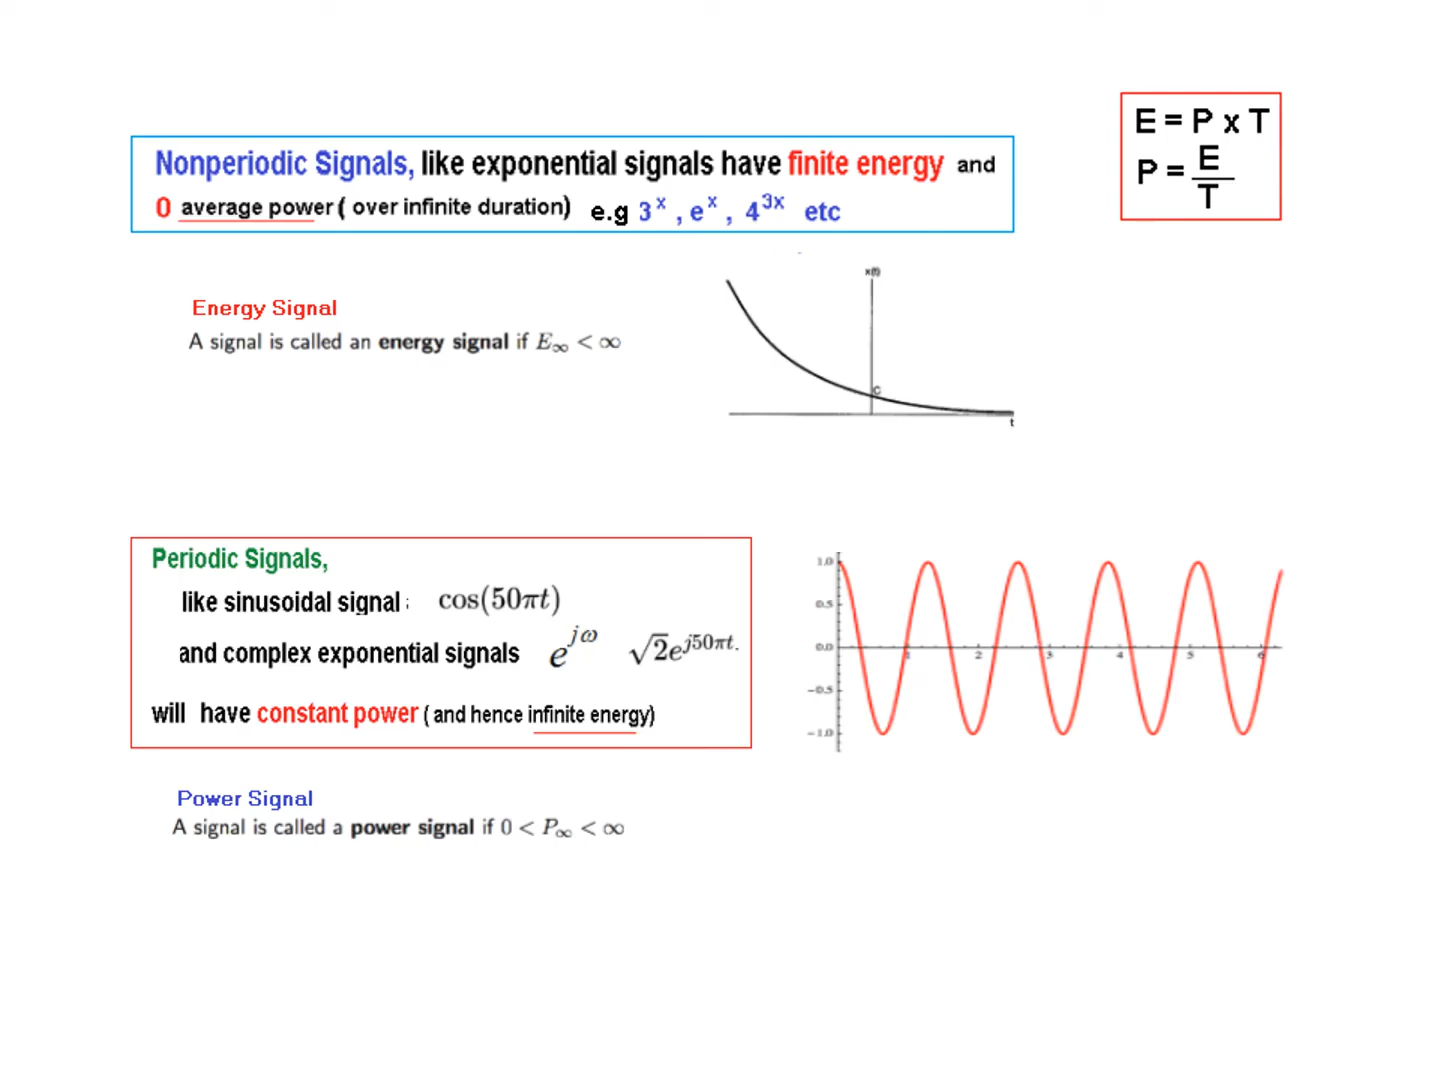 E = P x T
P = E/T
Nonperiodic Signals, like exponential signals have finite energy and
0 average power ( over infinite duration) e.g 3^x , e^x , 4^3x etc
Energy Signal
A signal is called an energy signal if E∞ < ∞
x(t)
C
t
Periodic Signals,
like sinusoidal signal : cos(50πt)
and complex exponential signals e^jω √2e^j50πt.
will have constant power ( and hence infinite energy)
1.0
0.5
0.0
-0.5
-1.0
1 2 3 4 5 6
Power Signal
A signal is called a power signal if 0 < P∞ < ∞